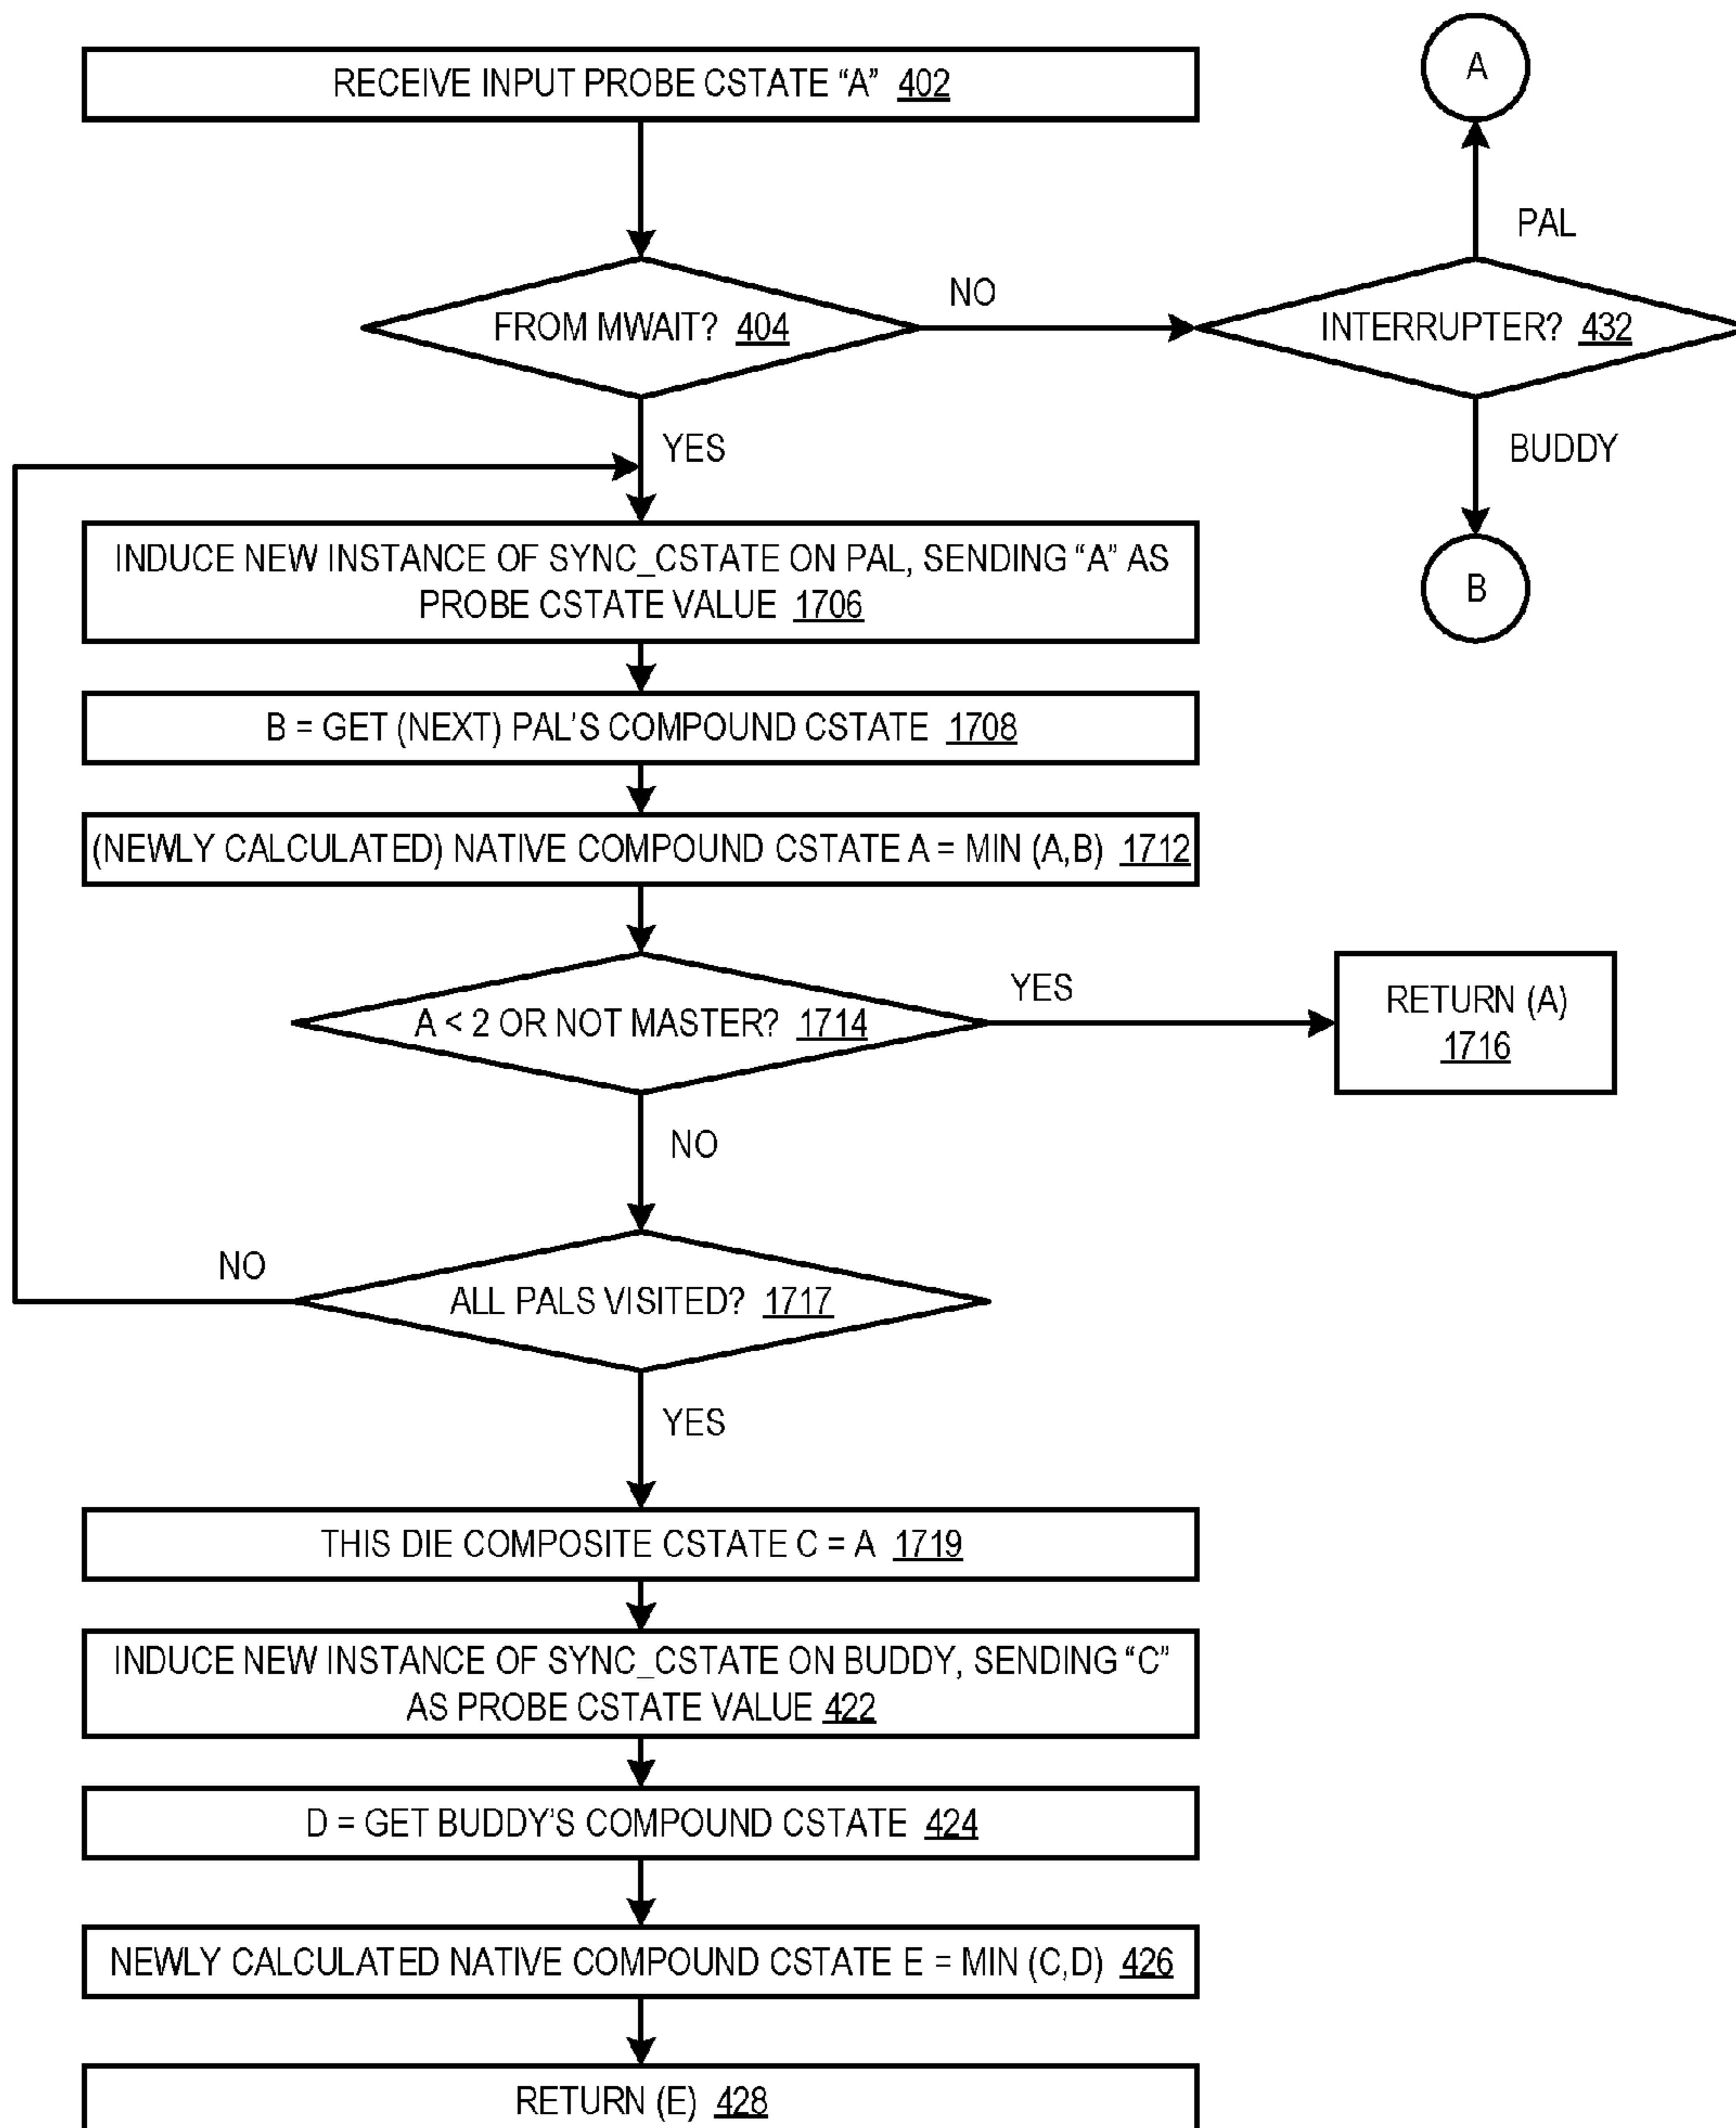 RECEIVE INPUT PROBE CSTATE “A” 402
A
PAL
FROM MWAIT? 404
NO
INTERRUPTER? 432
YES
BUDDY
B
INDUCE NEW INSTANCE OF SYNC_CSTATE ON PAL, SENDING “A” AS
PROBE CSTATE VALUE 1706
B = GET (NEXT) PAL’S COMPOUND CSTATE 1708
(NEWLY CALCULATED) NATIVE COMPOUND CSTATE A = MIN (A,B) 1712
A < 2 OR NOT MASTER? 1714
YES
RETURN (A)
1716
NO
ALL PALS VISITED? 1717
NO
YES
THIS DIE COMPOSITE CSTATE C = A 1719
INDUCE NEW INSTANCE OF SYNC_CSTATE ON BUDDY, SENDING “C”
AS PROBE CSTATE VALUE 422
D = GET BUDDY’S COMPOUND CSTATE 424
NEWLY CALCULATED NATIVE COMPOUND CSTATE E = MIN (C,D) 426
RETURN (E) 428